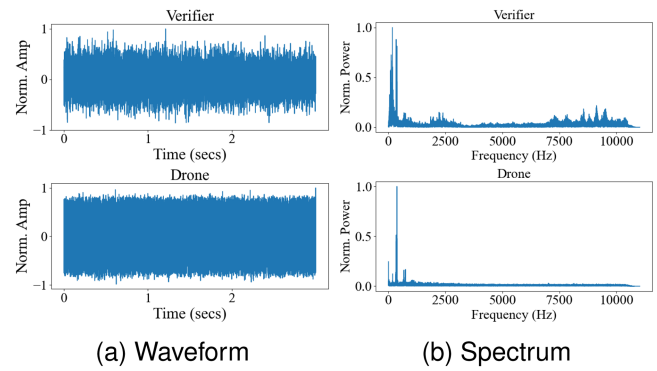 Verifier
1
0
−1
Norm. Amp
0 1 2
Time (secs)
Verifier
1.0
0.5
0.0
Norm. Power
0 2500 5000 7500 10000
Frequency (Hz)
Drone
1
0
−1
Norm. Amp
0 1 2
Time (secs)
Drone
1.0
0.5
0.0
Norm. Power
0 2500 5000 7500 10000
Frequency (Hz)
(a) Waveform
(b) Spectrum